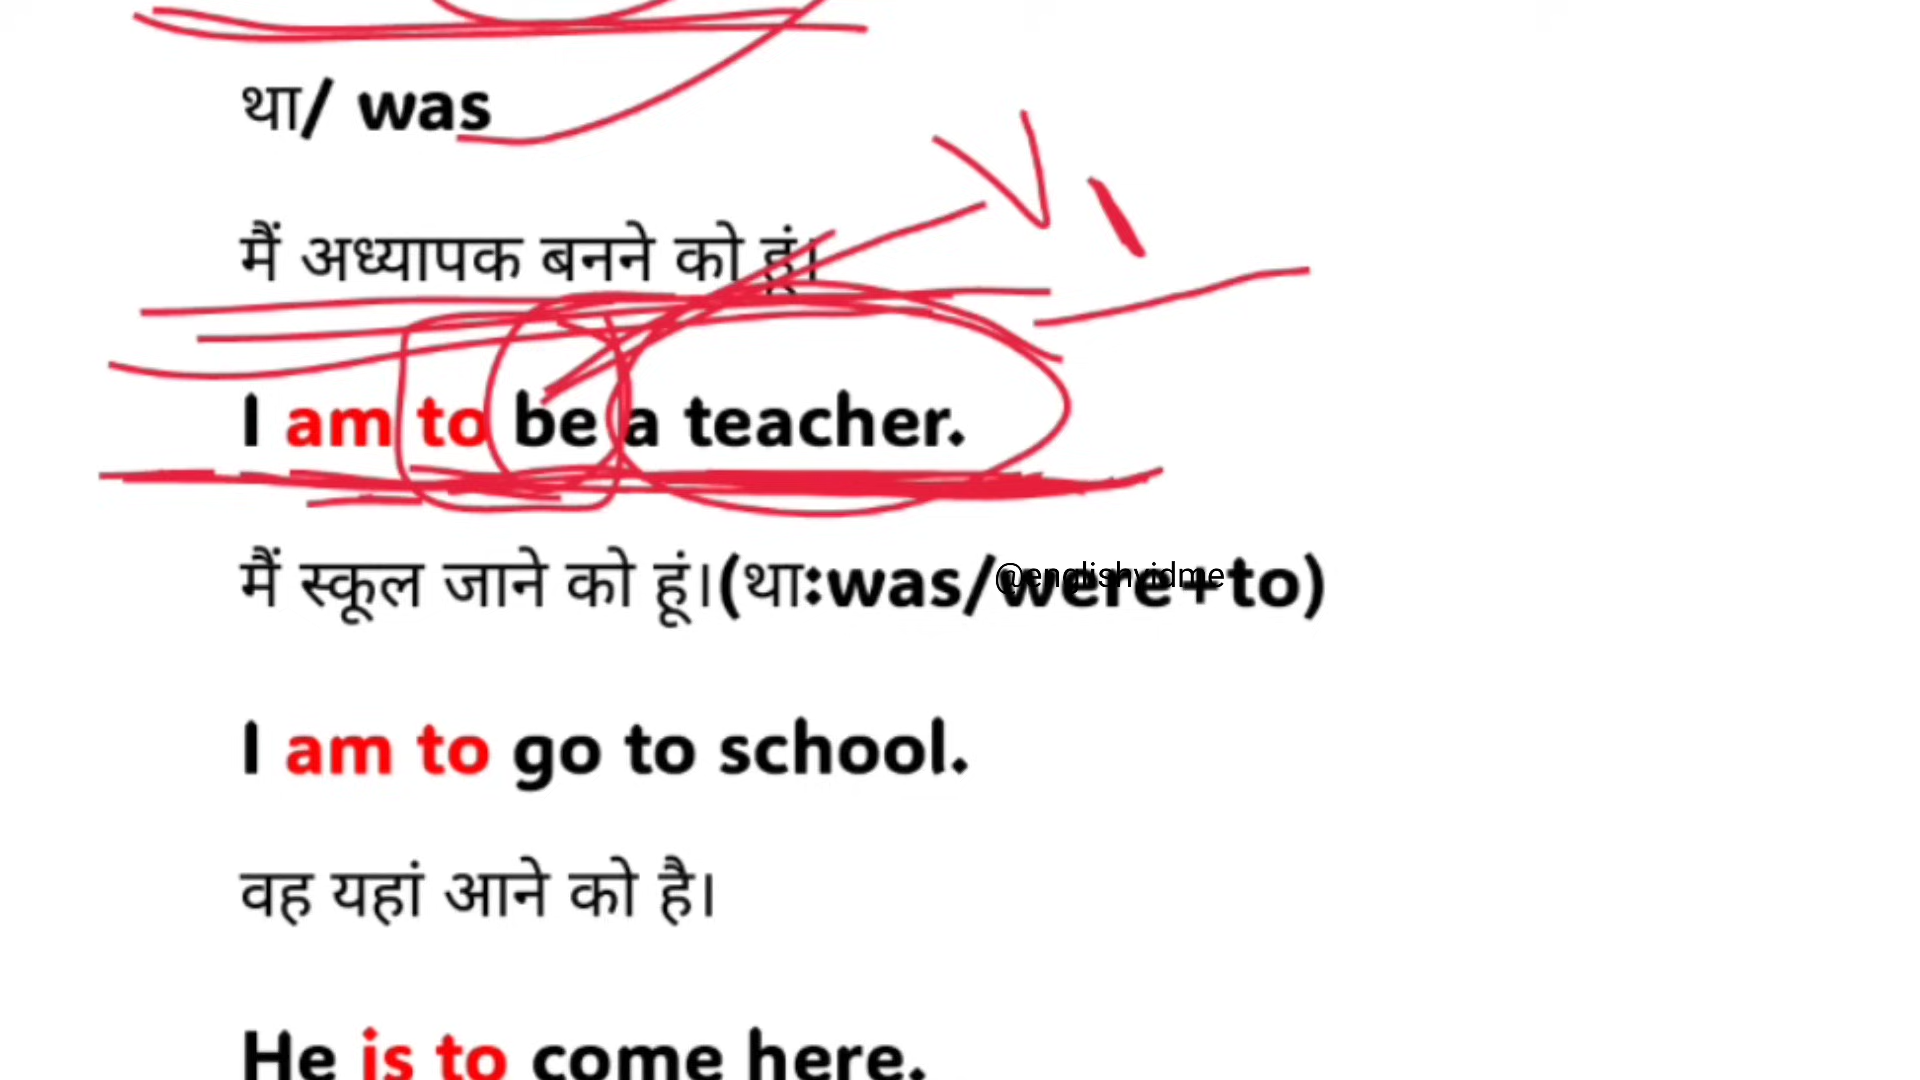 था/ was
V
मैं अध्यापक बनने को हूं।
I am to be a teacher.
मैं स्कूल जाने को हूं।(था:was/were+to)
@englishvidme
I am to go to school.
वह यहां आने को है।
He is to come here.